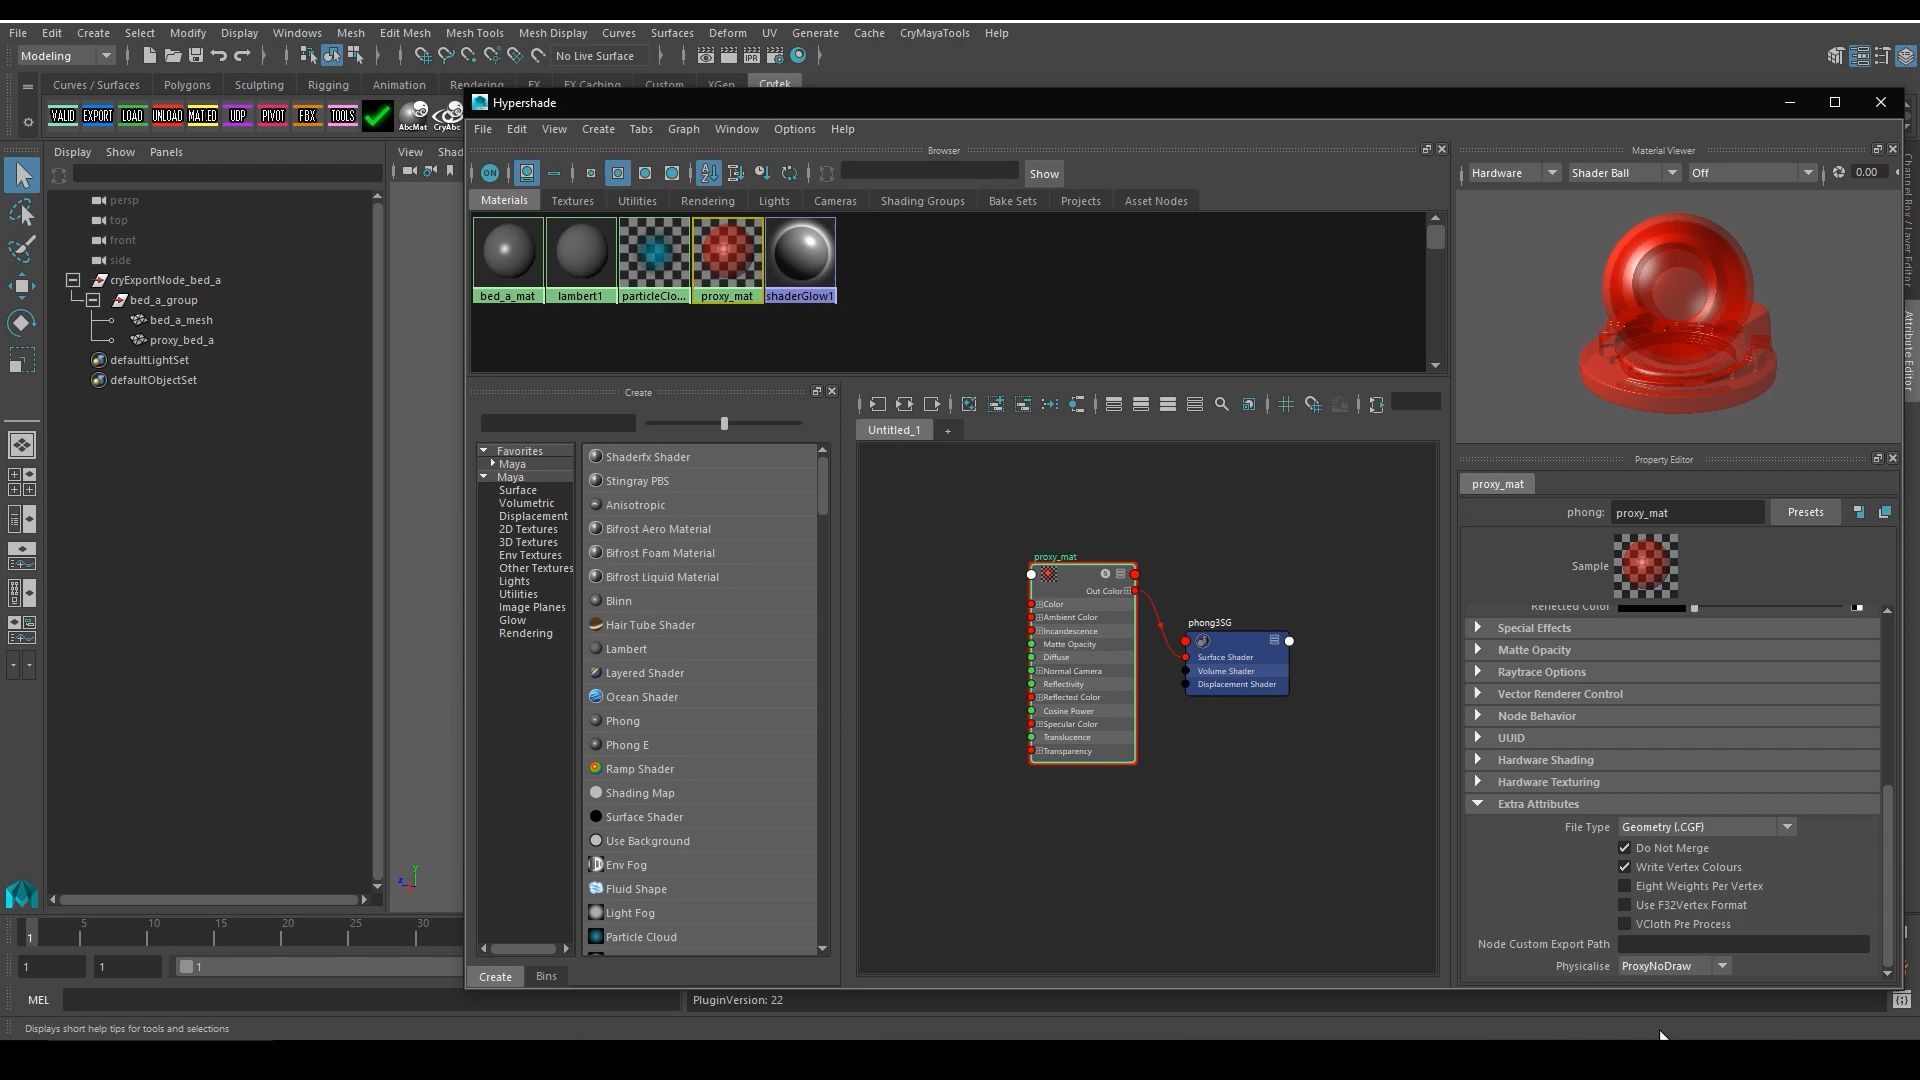 File Edit Create Select Modify Display Windows Mesh Edit Mesh Mesh Tools Mesh Display Curves Surfaces Deform UV Generate Cache CryMayaTools Help
Modeling
No Live Surface
IPR
Curves / Surfaces Polygons Sculpting Rigging Animation Rendering FX FX Caching Custom XGen Crytek
VALID EXPORT LOAD UNLOAD MAT.ED UDP PIVOT FBX TOOLS AbcMat CryAbc
Display Show Panels
View Shad
persp
top
front
side
cryExportNode_bed_a
bed_a_group
bed_a_mesh
proxy_bed_a
defaultLightSet
defaultObjectSet
Hypershade
File Edit View Create Tabs Graph Window Options Help
Browser
ON
Show
Materials Textures Utilities Rendering Lights Cameras Shading Groups Bake Sets Projects Asset Nodes
bed_a_mat lambert1 particleClo... proxy_mat shaderGlow1
Create
Favorites
Maya
Maya
Surface
Volumetric
Displacement
2D Textures
3D Textures
Env Textures
Other Textures
Lights
Utilities
Image Planes
Glow
Rendering
Shaderfx Shader
Stingray PBS
Anisotropic
Bifrost Aero Material
Bifrost Foam Material
Bifrost Liquid Material
Blinn
Hair Tube Shader
Lambert
Layered Shader
Ocean Shader
Phong
Phong E
Ramp Shader
Shading Map
Surface Shader
Use Background
Env Fog
Fluid Shape
Light Fog
Particle Cloud
Create Bins
Untitled_1 +
proxy_mat
Out Color
Color
Ambient Color
Incandescence
Matte Opacity
Diffuse
Normal Camera
Reflectivity
Reflected Color
Cosine Power
Specular Color
Translucence
Transparency
phong3SG
Surface Shader
Volume Shader
Displacement Shader
Material Viewer
Hardware Shader Ball Off 0.00
Property Editor
proxy_mat
phong: proxy_mat Presets
Sample
Reflected Color
Special Effects
Matte Opacity
Raytrace Options
Vector Renderer Control
Node Behavior
UUID
Hardware Shading
Hardware Texturing
Extra Attributes
File Type Geometry (.CGF)
Do Not Merge
Write Vertex Colours
Eight Weights Per Vertex
Use F32Vertex Format
VCloth Pre Process
Node Custom Export Path
Physicalise ProxyNoDraw
Channel Box / Layer Editor
Attribute Editor
y
z
1 5 10 15 20 25 30
1 1 1
MEL
PluginVersion: 22
Displays short help tips for tools and selections